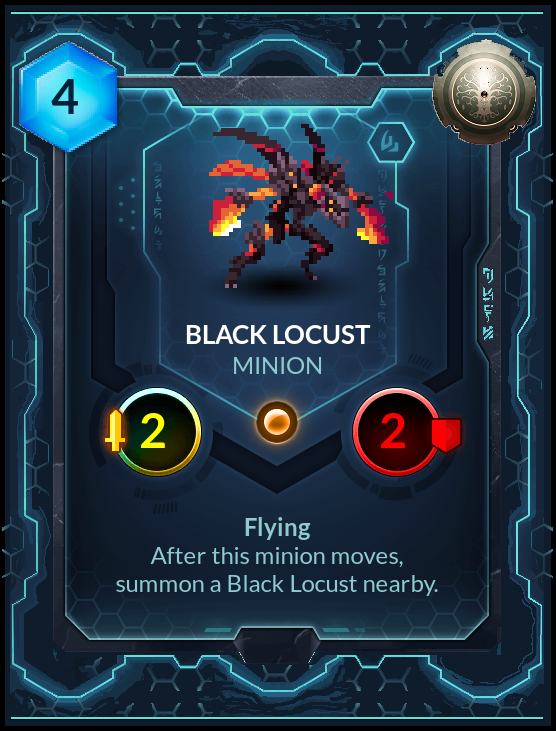 4
BLACK LOCUST
MINION
2
2
Flying
After this minion moves,
summon a Black Locust nearby.